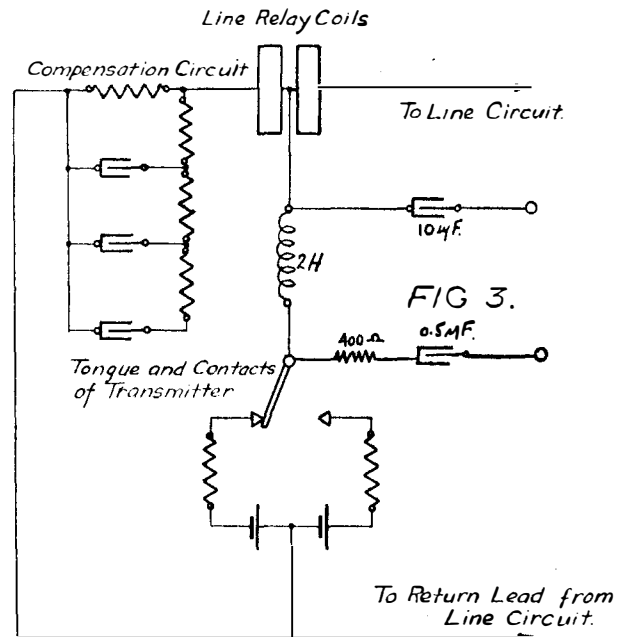 Line Relay Coils
Compensation Circuit
To Line Circuit.
10µF.
2H
FIG 3.
400Ω
0.5MF.
Tongue and Contacts
of Transmitter
To Return Lead from
Line Circuit.